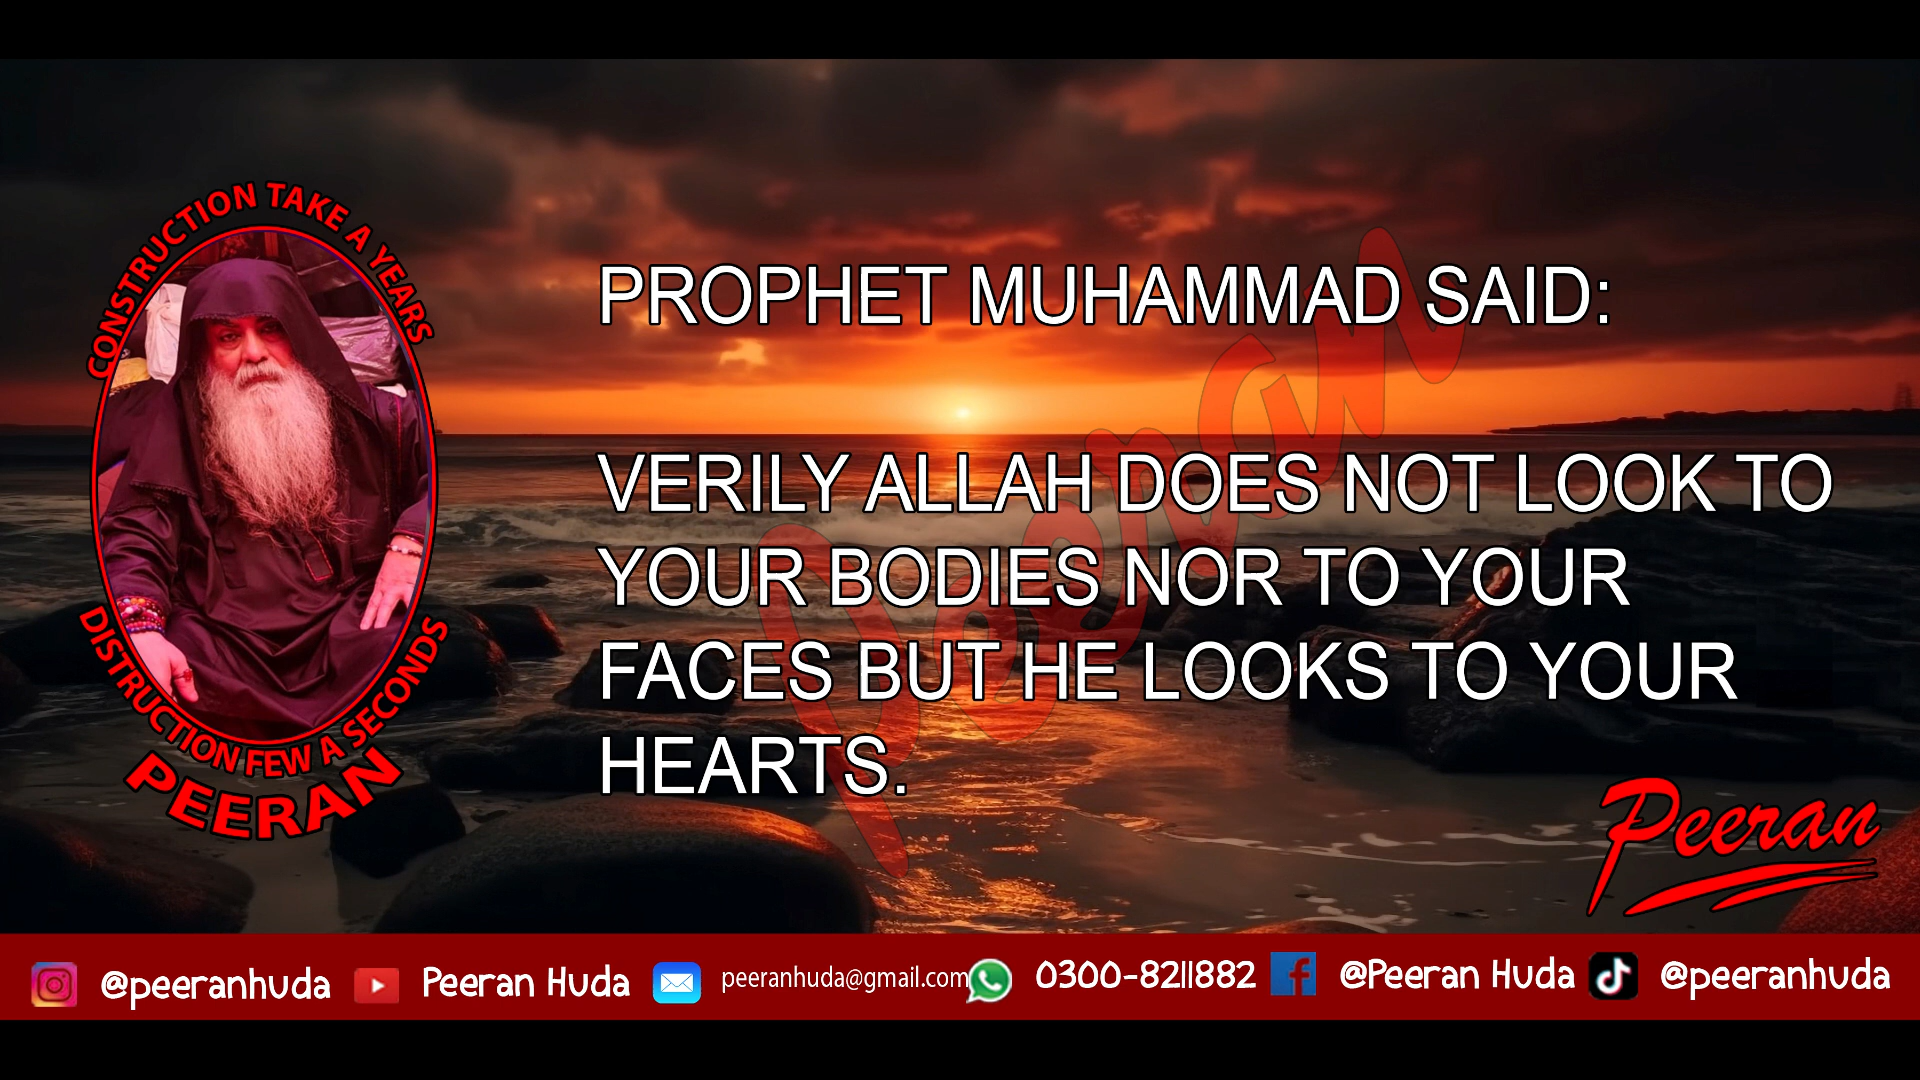 CONSTRUCTION TAKE A YEARS
DISTRUCTION FEW A SECONDS
PEERAN
PROPHET MUHAMMAD SAID:
VERILY ALLAH DOES NOT LOOK TO
YOUR BODIES NOR TO YOUR
FACES BUT HE LOOKS TO YOUR
HEARTS.
Peeran
Peeran
@peeranhuda Peeran Huda peeranhuda@gmail.com 0300-8211882 @Peeran Huda @peeranhuda